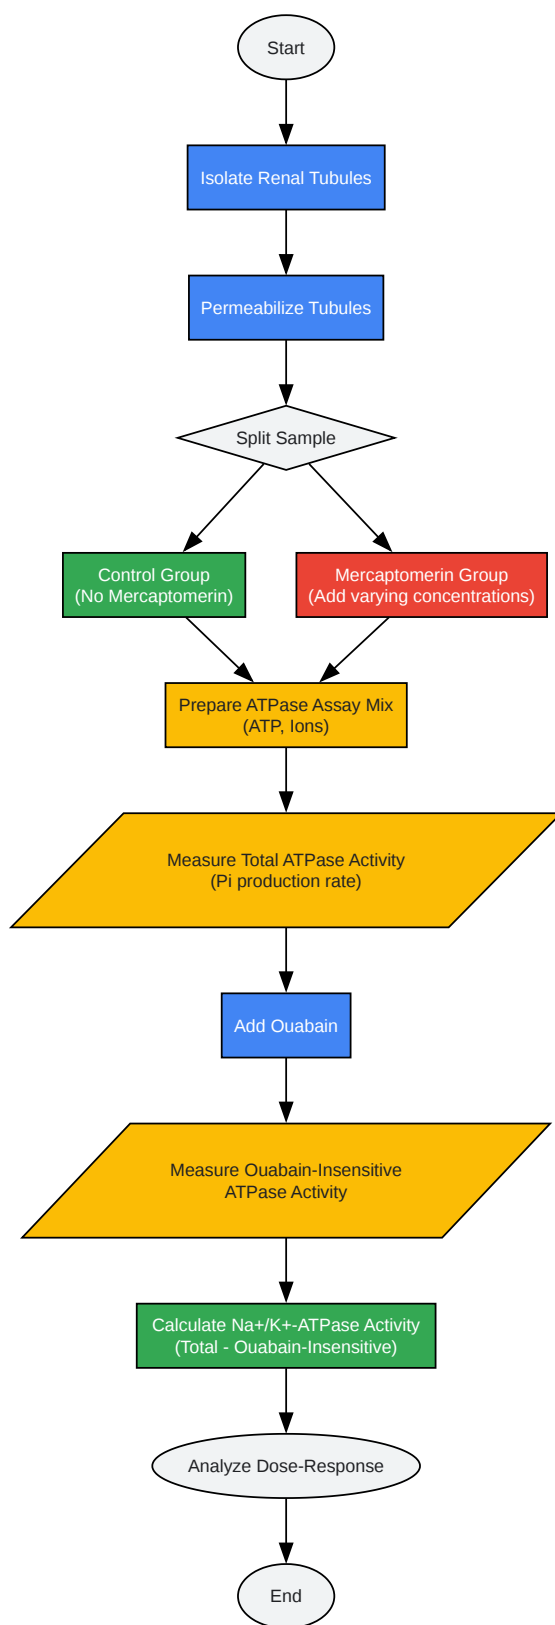 Start
Isolate Renal Tubules
Permeabilize Tubules
Split Sample
Control Group
(No Mercaptomerin)
Mercaptomerin Group
(Add varying concentrations)
Prepare ATPase Assay Mix
(ATP, Ions)
Measure Total ATPase Activity
(Pi production rate)
Add Ouabain
Measure Ouabain-Insensitive
ATPase Activity
Calculate Na+/K+-ATPase Activity
(Total - Ouabain-Insensitive)
Analyze Dose-Response
End